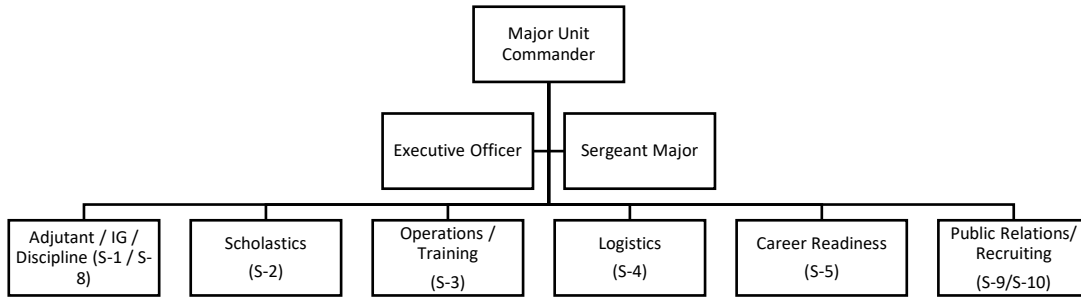 Major Unit
Commander
Executive Officer
Sergeant Major
Adjutant / IG /
Discipline (S-1 / S-
8)
Scholastics
(S-2)
Operations /
Training
(S-3)
Logistics
(S-4)
Career Readiness
(S-5)
Public Relations/
Recruiting
(S-9/S-10)